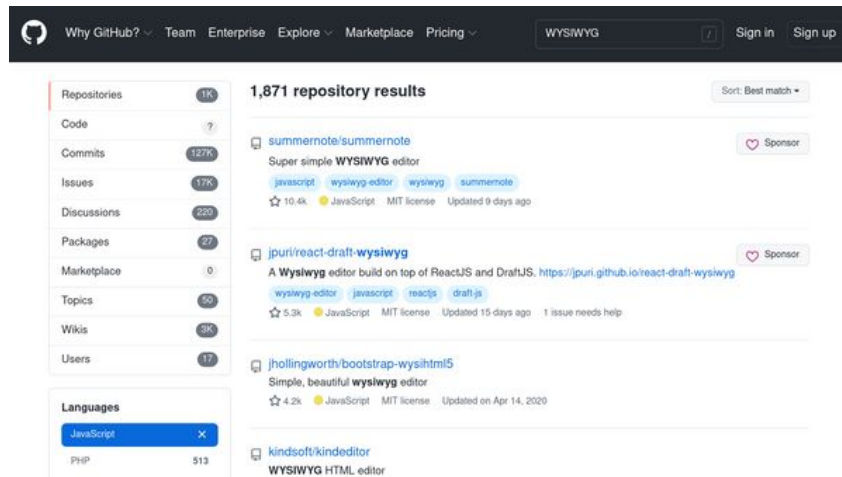 Why GitHub? Team Enterprise Explore Marketplace Pricing WYSIWYG / Sign in Sign up
Repositories 1K
Code ?
Commits 127K
Issues 17K
Discussions 220
Packages 27
Marketplace 0
Topics 50
Wikis 3K
Users 17
Languages
JavaScript ×
PHP 513
1,871 repository results Sort: Best match
summernote/summernote Sponsor
Super simple WYSIWYG editor
javascript wysiwyg-editor wysiwyg summernote
10.4k JavaScript MIT license Updated 9 days ago
jpuri/react-draft-wysiwyg Sponsor
A Wysiwyg editor build on top of ReactJS and DraftJS. https://jpuri.github.io/react-draft-wysiwyg
wysiwyg-editor javascript reactjs draft-js
5.3k JavaScript MIT license Updated 15 days ago 1 issue needs help
jhollingworth/bootstrap-wysihtml5
Simple, beautiful wysiwyg editor
4.2k JavaScript MIT license Updated on Apr 14, 2020
kindsoft/kindeditor
WYSIWYG HTML editor